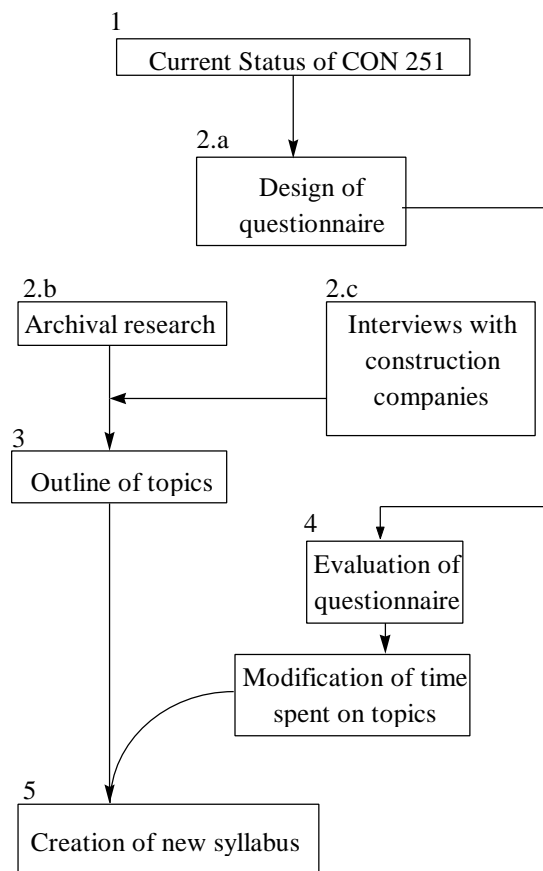 1
Current Status of CON 251
2.a
Design of
questionnaire
2.b
Archival research
2.c
Interviews with
construction
companies
3
Outline of topics
4
Evaluation of
questionnaire
Modification of time
spent on topics
5
Creation of new syllabus